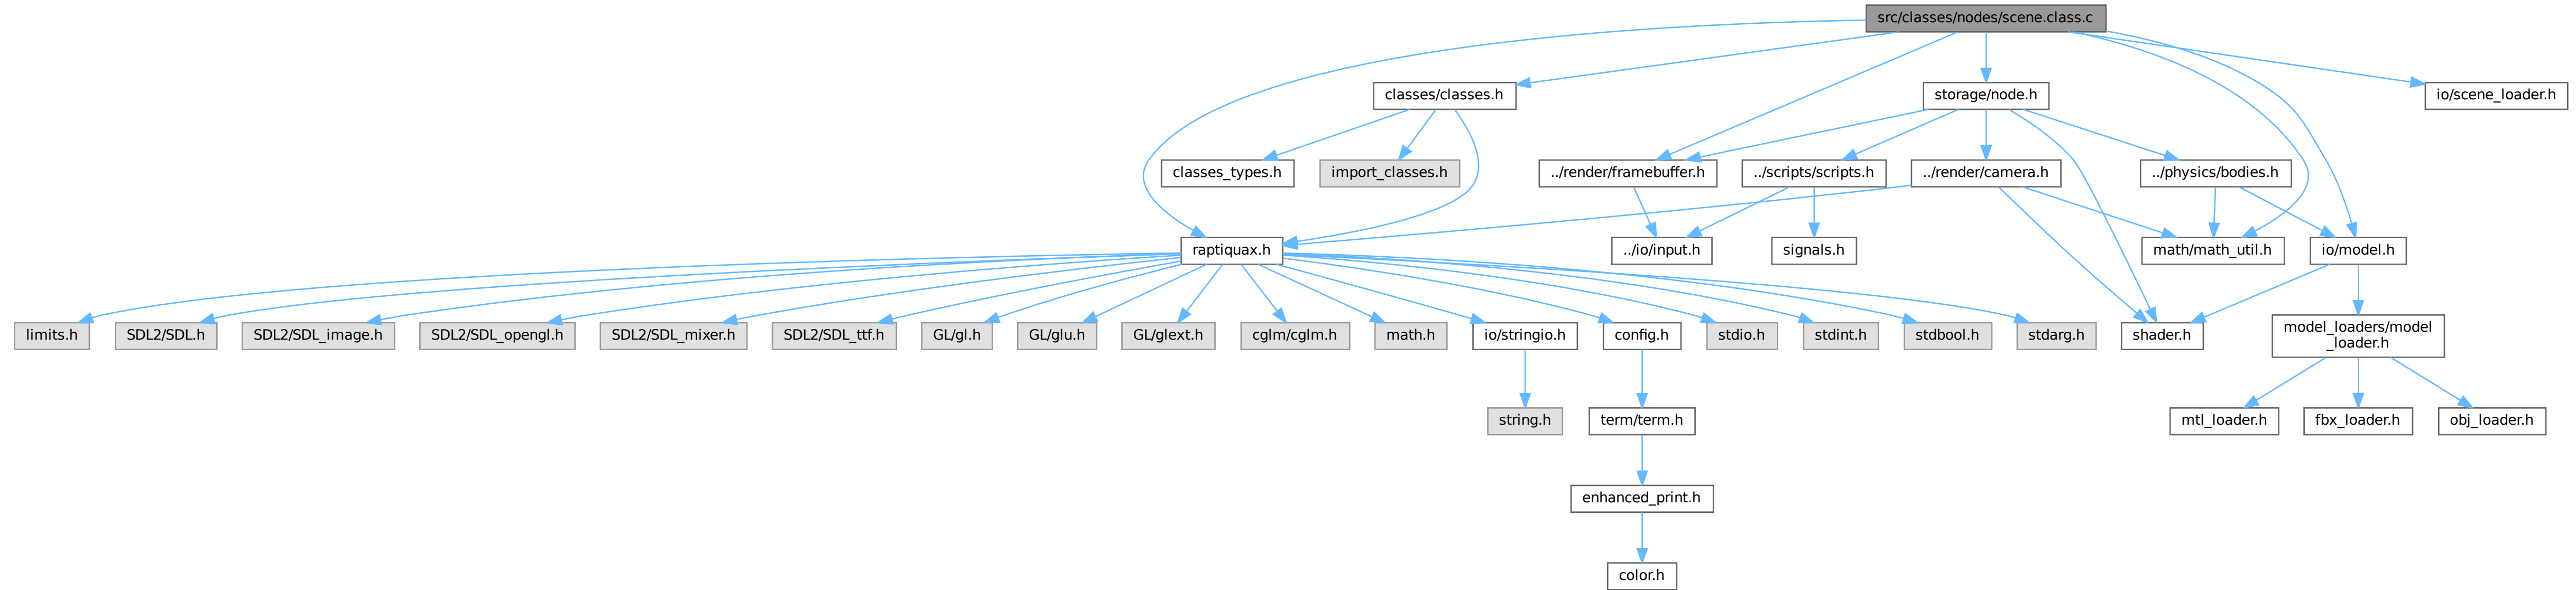 src/classes/nodes/scene.class.c
classes/classes.h
storage/node.h
io/scene_loader.h
classes_types.h
import_classes.h
../render/framebuffer.h
../scripts/scripts.h
../render/camera.h
../physics/bodies.h
raptiquax.h
../io/input.h
signals.h
math/math_util.h
io/model.h
limits.h
SDL2/SDL.h
SDL2/SDL_image.h
SDL2/SDL_opengl.h
SDL2/SDL_mixer.h
SDL2/SDL_ttf.h
GL/gl.h
GL/glu.h
GL/glext.h
cglm/cglm.h
math.h
io/stringio.h
config.h
stdio.h
stdint.h
stdbool.h
stdarg.h
shader.h
model_loaders/model
_loader.h
string.h
term/term.h
mtl_loader.h
fbx_loader.h
obj_loader.h
enhanced_print.h
color.h